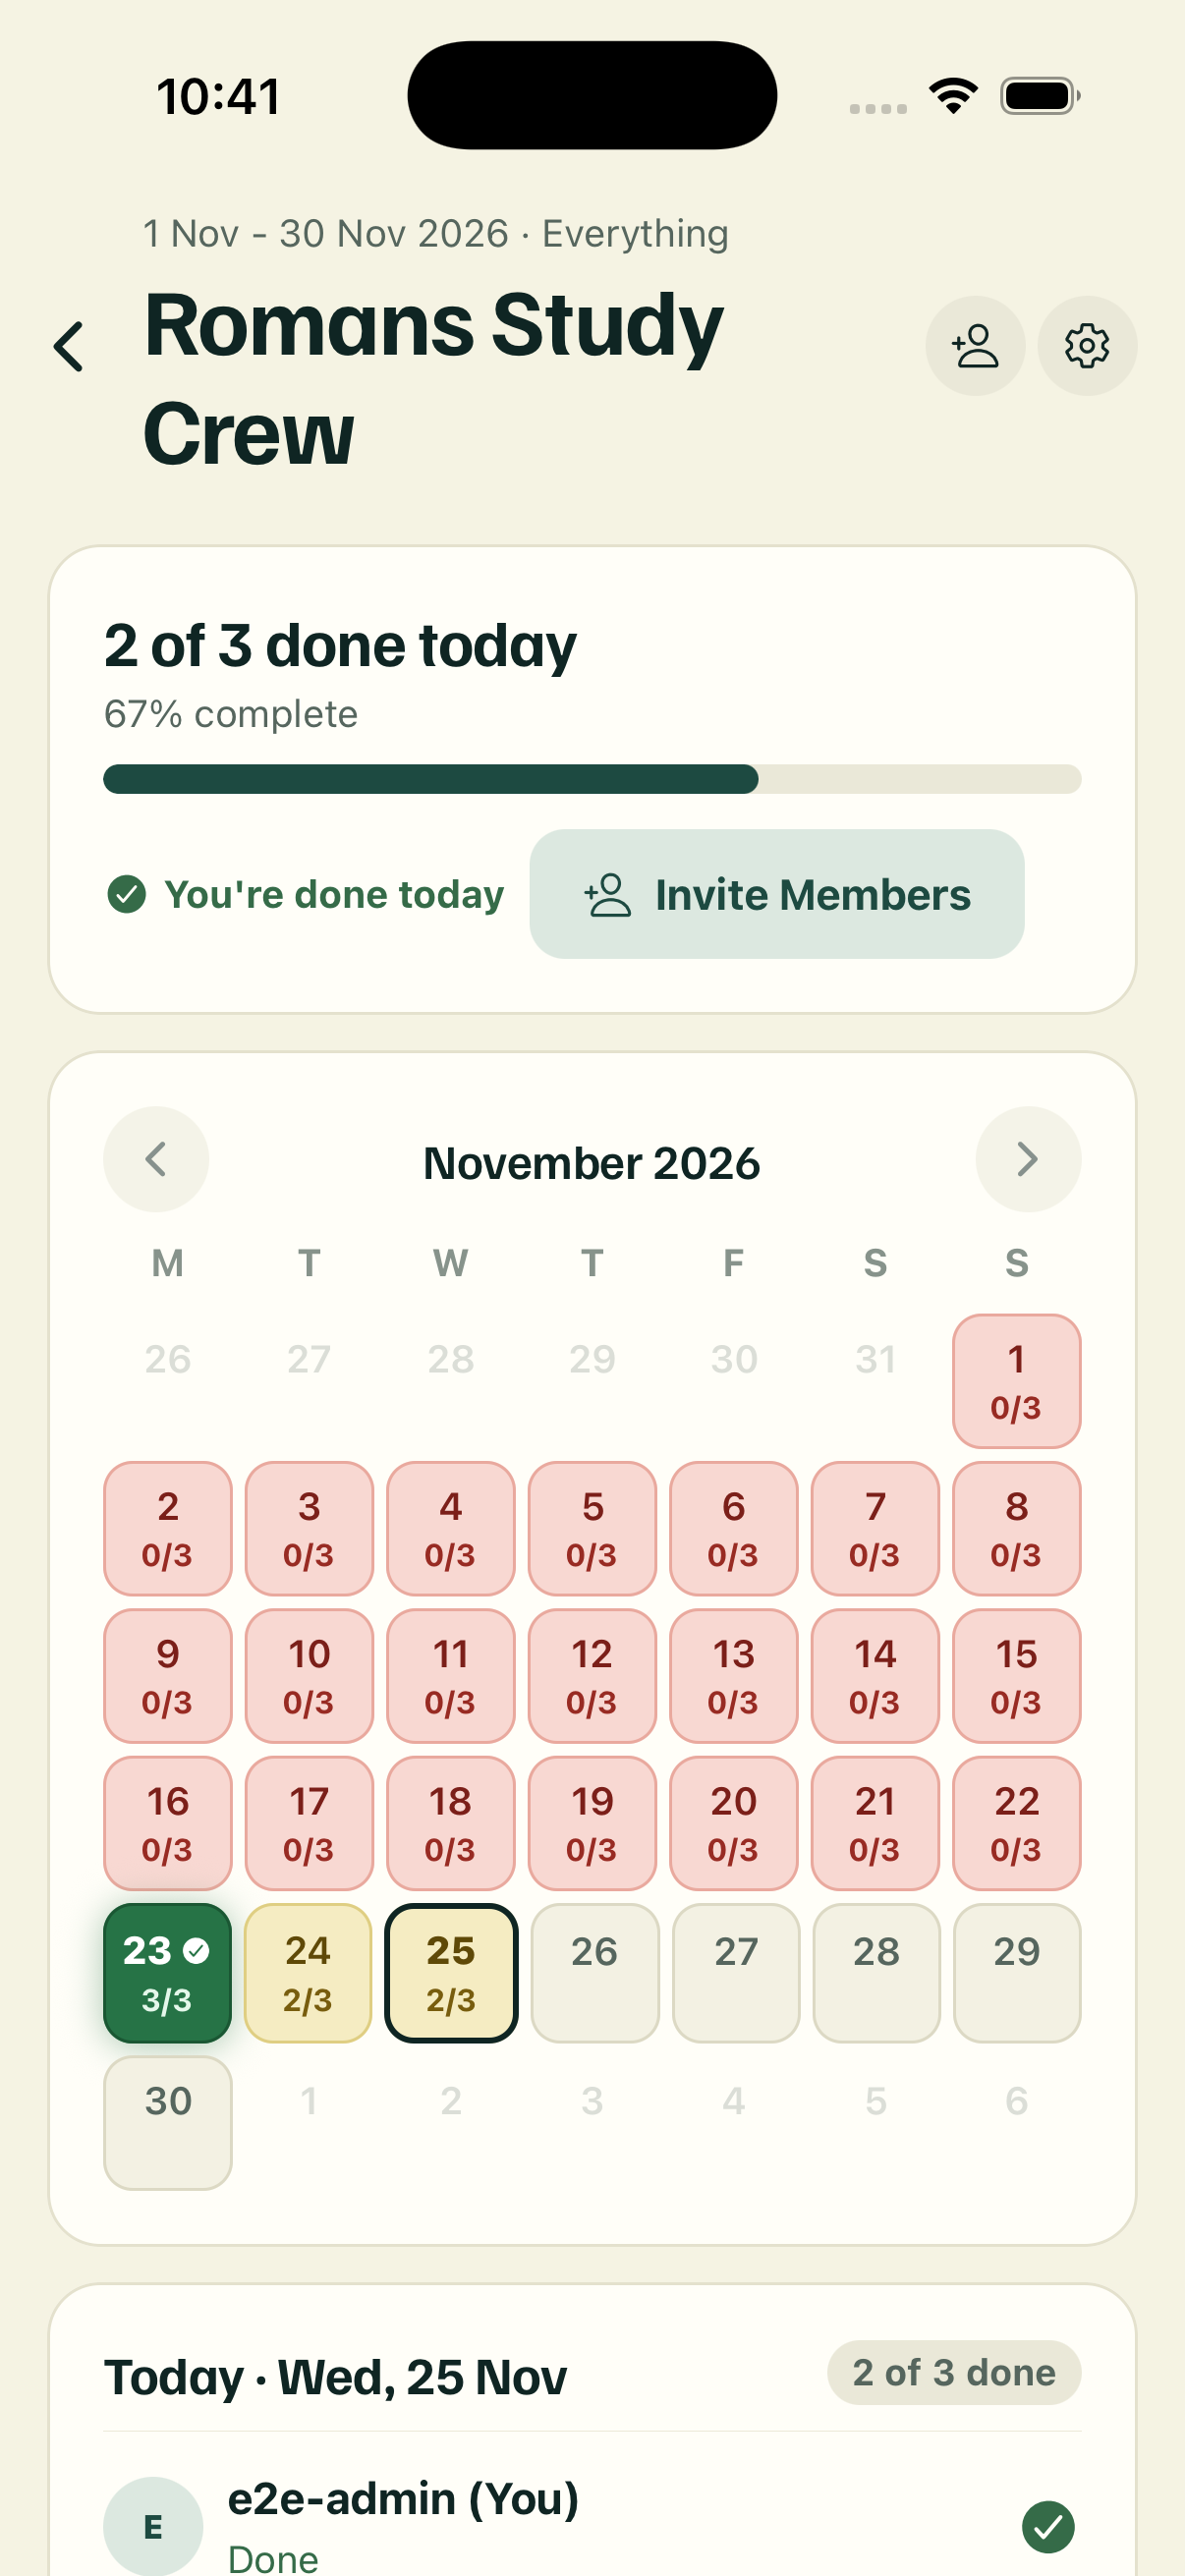 10:41
1 Nov - 30 Nov 2026 · Everything
Romans Study
Crew
2 of 3 done today
67% complete
You're done today
Invite Members
November 2026
M T W T F S S
26 27 28 29 30 31 1
0/3
2 3 4 5 6 7 8
0/3 0/3 0/3 0/3 0/3 0/3 0/3
9 10 11 12 13 14 15
0/3 0/3 0/3 0/3 0/3 0/3 0/3
16 17 18 19 20 21 22
0/3 0/3 0/3 0/3 0/3 0/3 0/3
23 24 25 26 27 28 29
3/3 2/3 2/3
30 1 2 3 4 5 6
Today · Wed, 25 Nov
2 of 3 done
E
e2e-admin (You)
Done